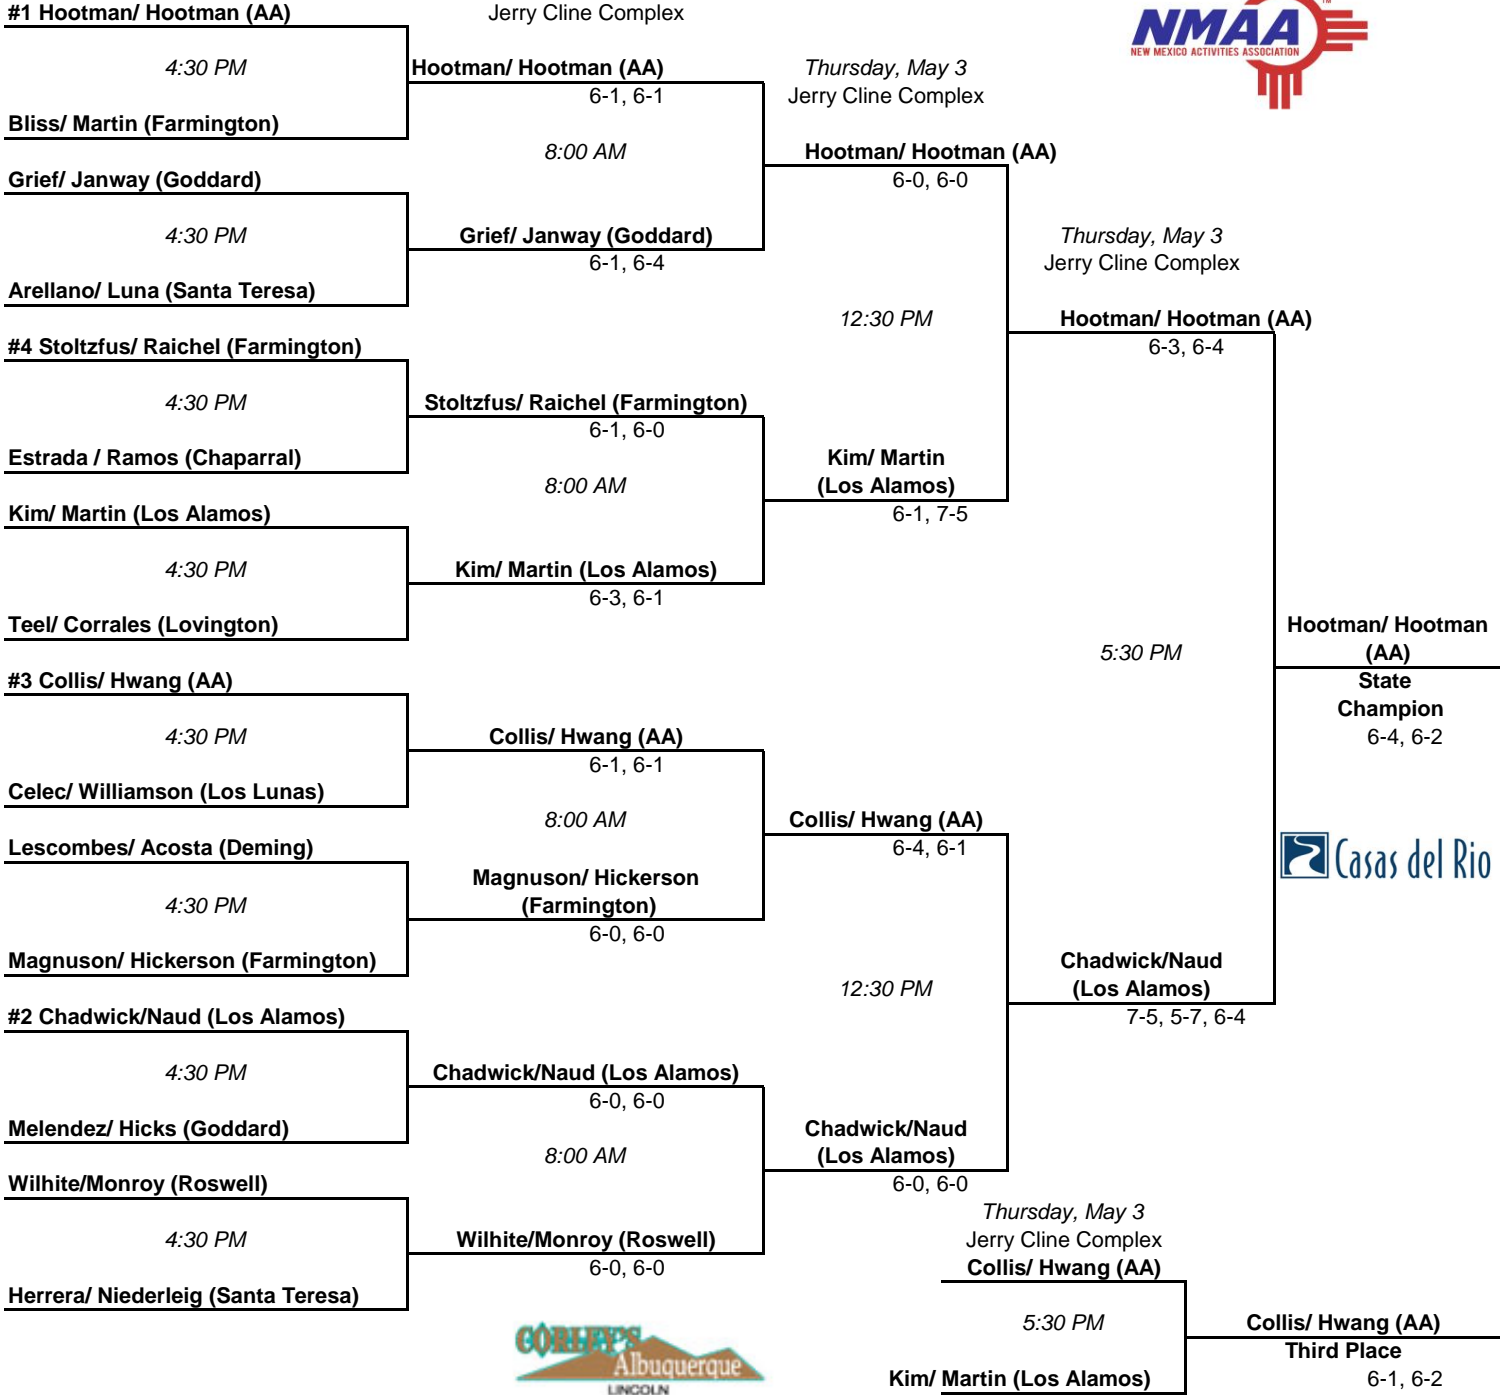 #1 Hootman/ Hootman (AA)
Jerry Cline Complex
TM
NMAA
NEW MEXICO ACTIVITIES ASSOCIATION
4:30 PM
Hootman/ Hootman (AA)
6-1, 6-1
Thursday, May 3
Jerry Cline Complex
Bliss/ Martin (Farmington)
8:00 AM
Hootman/ Hootman (AA)
6-0, 6-0
Grief/ Janway (Goddard)
4:30 PM
Grief/ Janway (Goddard)
6-1, 6-4
Thursday, May 3
Jerry Cline Complex
Arellano/ Luna (Santa Teresa)
12:30 PM
Hootman/ Hootman (AA)
6-3, 6-4
#4 Stoltzfus/ Raichel (Farmington)
4:30 PM
Stoltzfus/ Raichel (Farmington)
6-1, 6-0
Estrada / Ramos (Chaparral)
8:00 AM
Kim/ Martin
(Los Alamos)
6-1, 7-5
Kim/ Martin (Los Alamos)
4:30 PM
Kim/ Martin (Los Alamos)
6-3, 6-1
Teel/ Corrales (Lovington)
5:30 PM
Hootman/ Hootman
(AA)
State
Champion
6-4, 6-2
#3 Collis/ Hwang (AA)
4:30 PM
Collis/ Hwang (AA)
6-1, 6-1
Celec/ Williamson (Los Lunas)
8:00 AM
Collis/ Hwang (AA)
6-4, 6-1
Casas del Rio
Lescombes/ Acosta (Deming)
4:30 PM
Magnuson/ Hickerson
(Farmington)
6-0, 6-0
Magnuson/ Hickerson (Farmington)
12:30 PM
Chadwick/Naud
(Los Alamos)
7-5, 5-7, 6-4
#2 Chadwick/Naud (Los Alamos)
4:30 PM
Chadwick/Naud (Los Alamos)
6-0, 6-0
Melendez/ Hicks (Goddard)
8:00 AM
Chadwick/Naud
(Los Alamos)
6-0, 6-0
Wilhite/Monroy (Roswell)
4:30 PM
Wilhite/Monroy (Roswell)
6-0, 6-0
Herrera/ Niederleig (Santa Teresa)
Thursday, May 3
Jerry Cline Complex
Collis/ Hwang (AA)
5:30 PM
Collis/ Hwang (AA)
Third Place
6-1, 6-2
Kim/ Martin (Los Alamos)
CORLEY'S
Albuquerque
LINCOLN